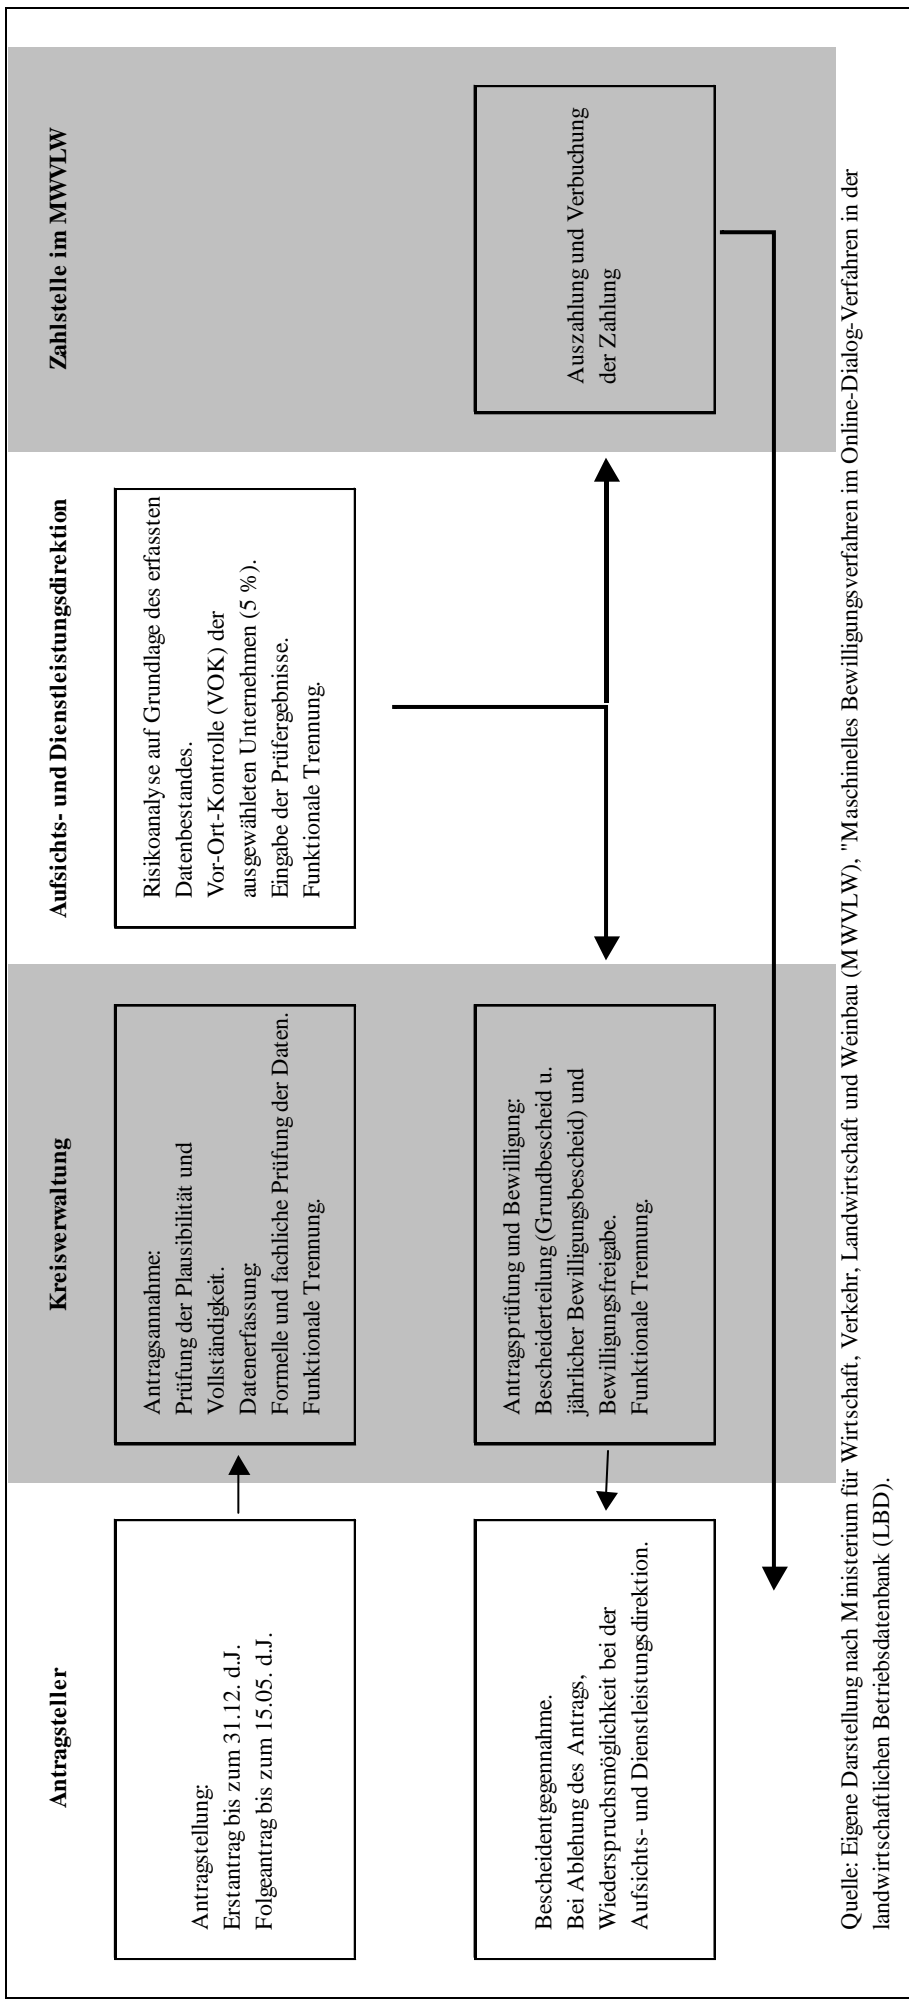 Antragsteller
Kreisverwaltung
Aufsichts- und Dienstleistungsdirektion
Zahlstelle im MWVLW
Antragstellung:
Erstantrag bis zum 31.12. d.J.
Folgeantrag bis zum 15.05. d.J.
Antragsannahme:
Prüfung der Plausibilität und
Vollständigkeit.
Datenerfassung:
Formelle und fachliche Prüfung der Daten.
Funktionale Trennung.
Risikoanalyse auf Grundlage des erfassten
Datenbestandes.
Vor-Ort-Kontrolle (VOK) der
ausgewähleten Unternehmen (5 %).
Eingabe der Prüfergebnisse.
Funktionale Trennung.
Bescheidentgegennahme.
Bei Ablehung des Antrags,
Wiederspruchsmöglichkeit bei der
Aufsichts- und Dienstleistungsdirektion.
Antragsprüfung und Bewilligung:
Bescheiderteilung (Grundbescheid u.
jährlicher Bewilligungsbescheid) und
Bewilligungsfreigabe.
Funktionale Trennung.
Auszahlung und Verbuchung
der Zahlung
Quelle: Eigene Darstellung nach Ministerium für Wirtschaft, Verkehr, Landwirtschaft und Weinbau (MWVLW), "Maschinelles Bewilligungsverfahren im Online-Dialog-Verfahren in der
landwirtschaftlichen Betriebsdatenbank (LBD).